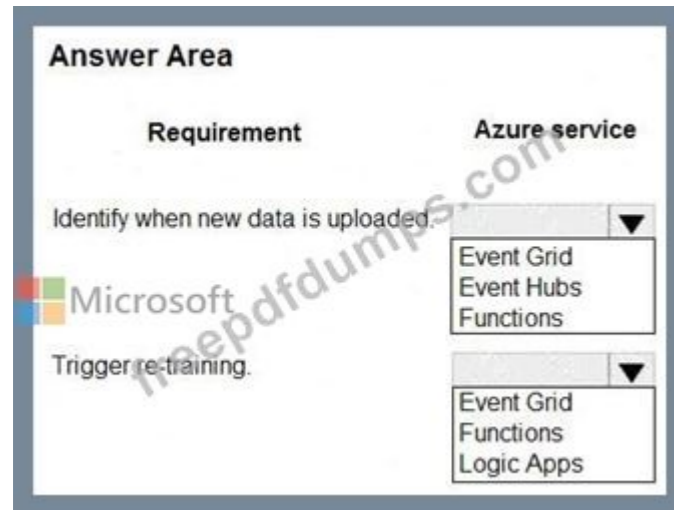 Answer Area
Requirement Azure service
Identify when new data is uploaded.
Event Grid
Event Hubs
Functions
Microsoft
Trigger re-training.
Event Grid
Functions
Logic Apps
freepdfdumps.com